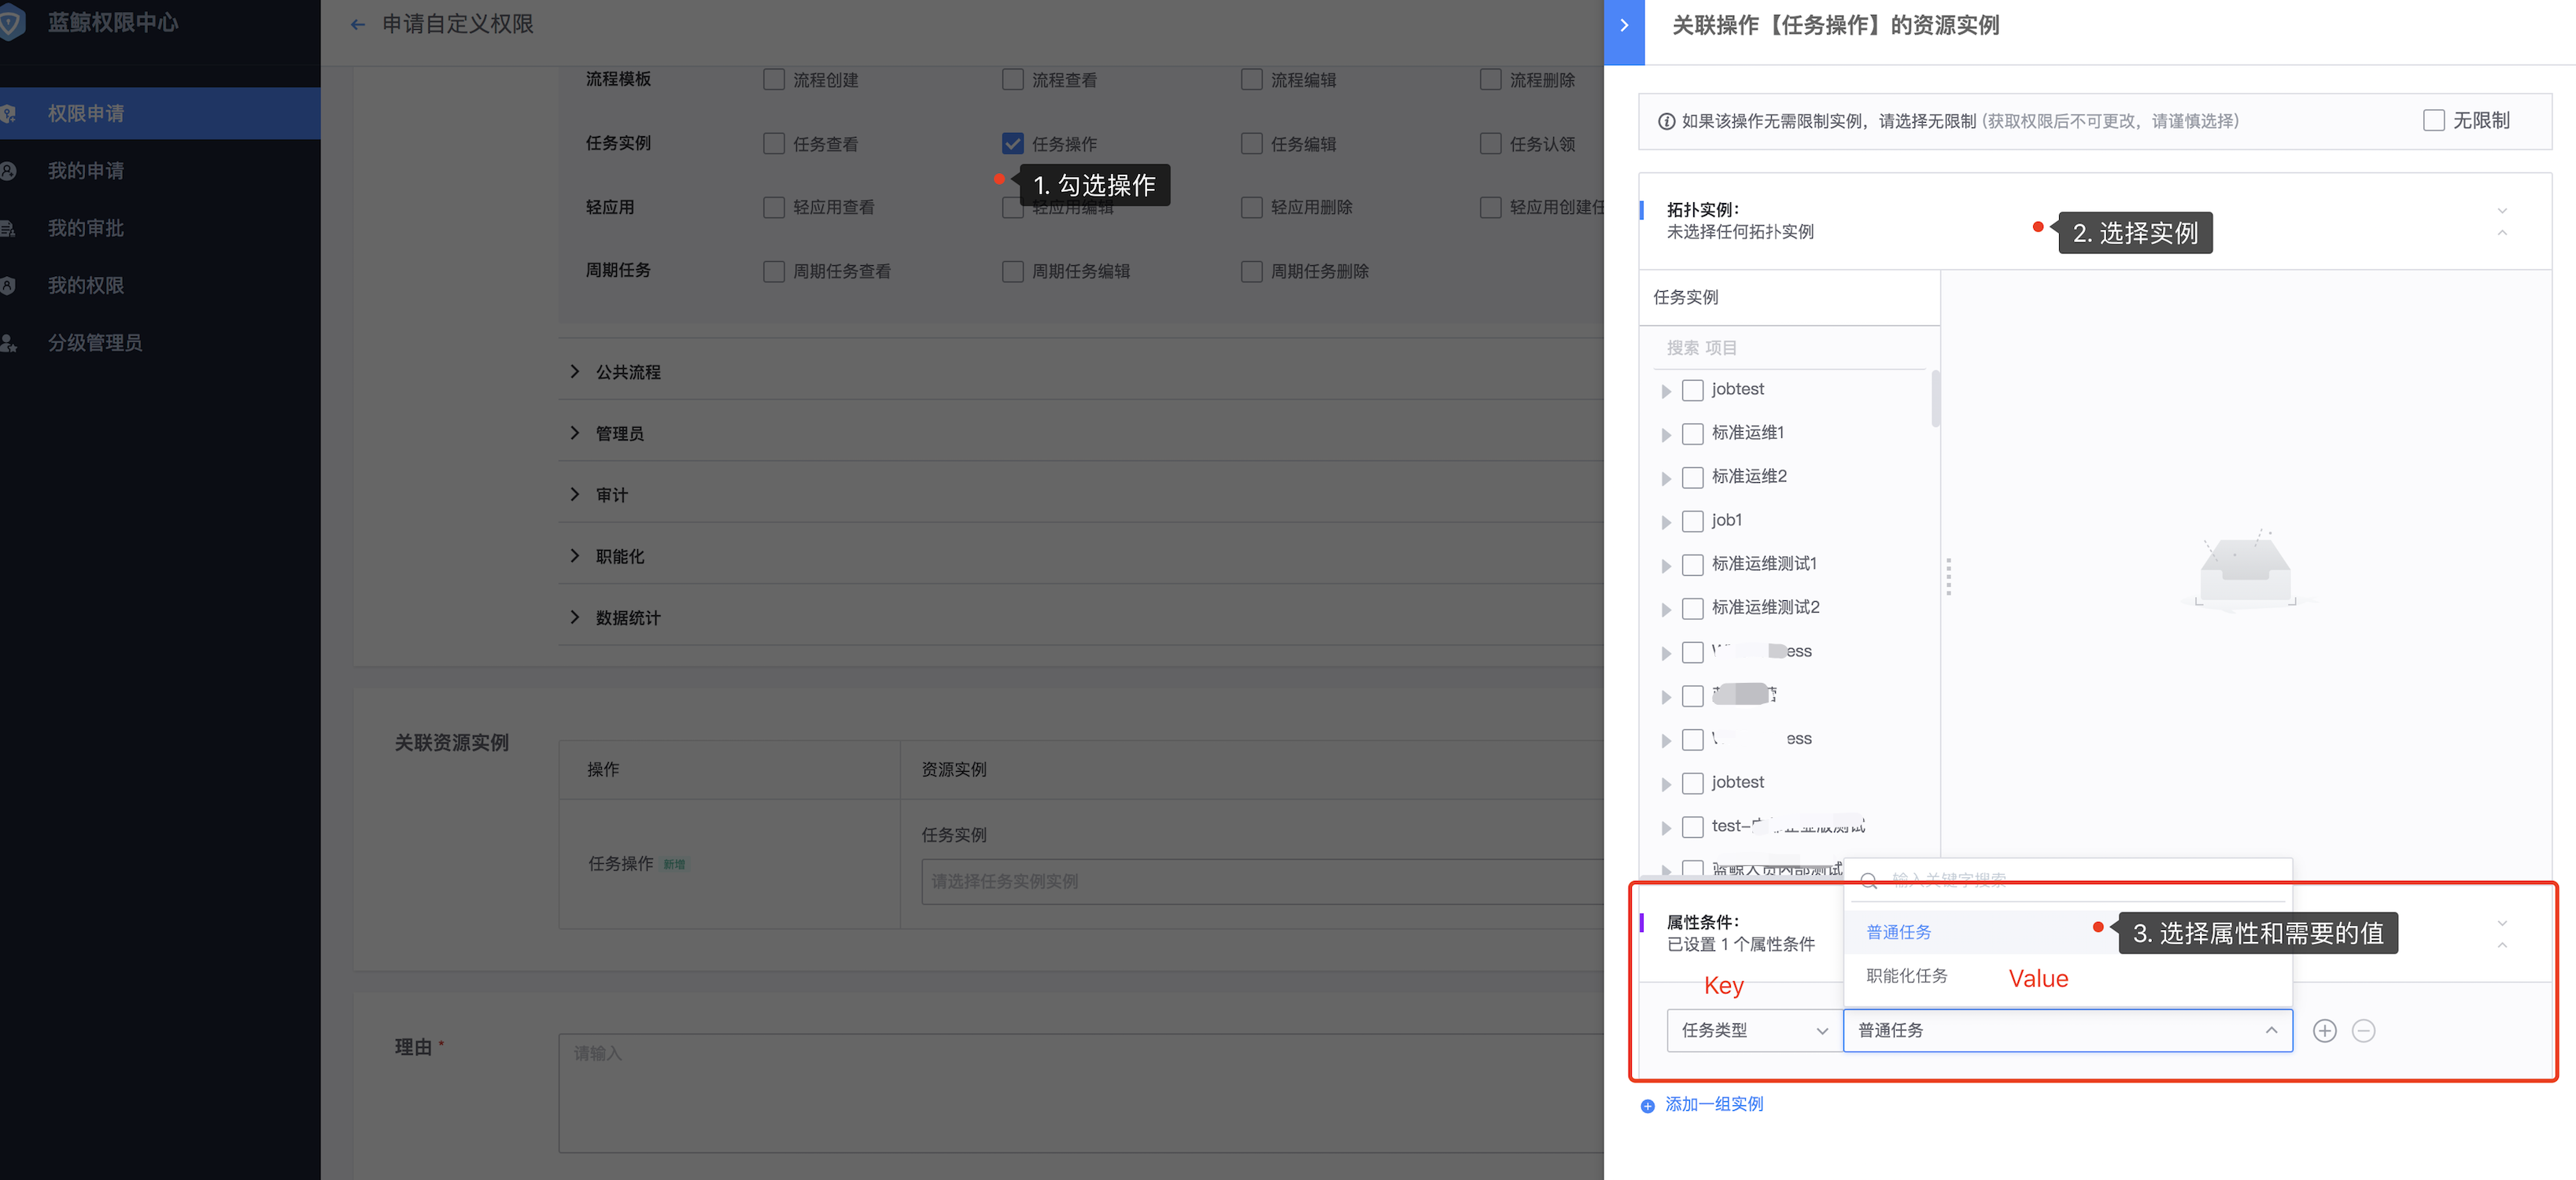 蓝鲸权限中心
申请自定义权限
权限申请
我的申请
我的审批
我的权限
分级管理员
流程模板 流程创建 流程查看 流程编辑 流程删除
任务实例 任务查看 任务操作 任务编辑 任务认领
1. 勾选操作
轻应用 轻应用查看 轻应用编辑 轻应用删除 轻应用创建任
周期任务 周期任务查看 周期任务编辑 周期任务删除
公共流程
管理员
审计
职能化
数据统计
关联资源实例
操作 资源实例
任务操作 新增
任务实例
请选择任务实例实例
理由 *
请输入
关联操作【任务操作】的资源实例
如果该操作无需限制实例，请选择无限制 (获取权限后不可更改，请谨慎选择)
无限制
拓扑实例：
未选择任何拓扑实例
2. 选择实例
任务实例
搜索 项目
jobtest
标准运维1
标准运维2
job1
标准运维测试1
标准运维测试2
ess
ess
jobtest
test-
蓝鲸人员内部测试
输入关键字搜索
属性条件：
已设置 1 个属性条件
普通任务
3. 选择属性和需要的值
职能化任务
Key
Value
任务类型
普通任务
添加一组实例